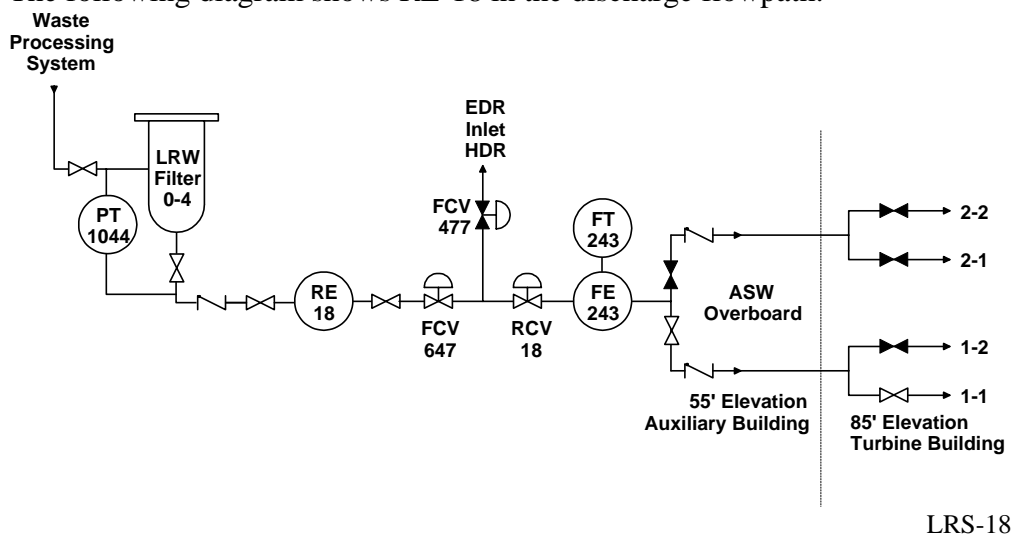 The following diagram shows RE-18 in the discharge flowpath.
Waste
Processing
System
LRW
Filter
0-4
PT
1044
RE
18
FCV
647
EDR
Inlet
HDR
FCV
477
RCV
18
FT
243
FE
243
ASW
Overboard
2-2
2-1
1-2
1-1
55' Elevation
Auxiliary Building
85' Elevation
Turbine Building
LRS-18